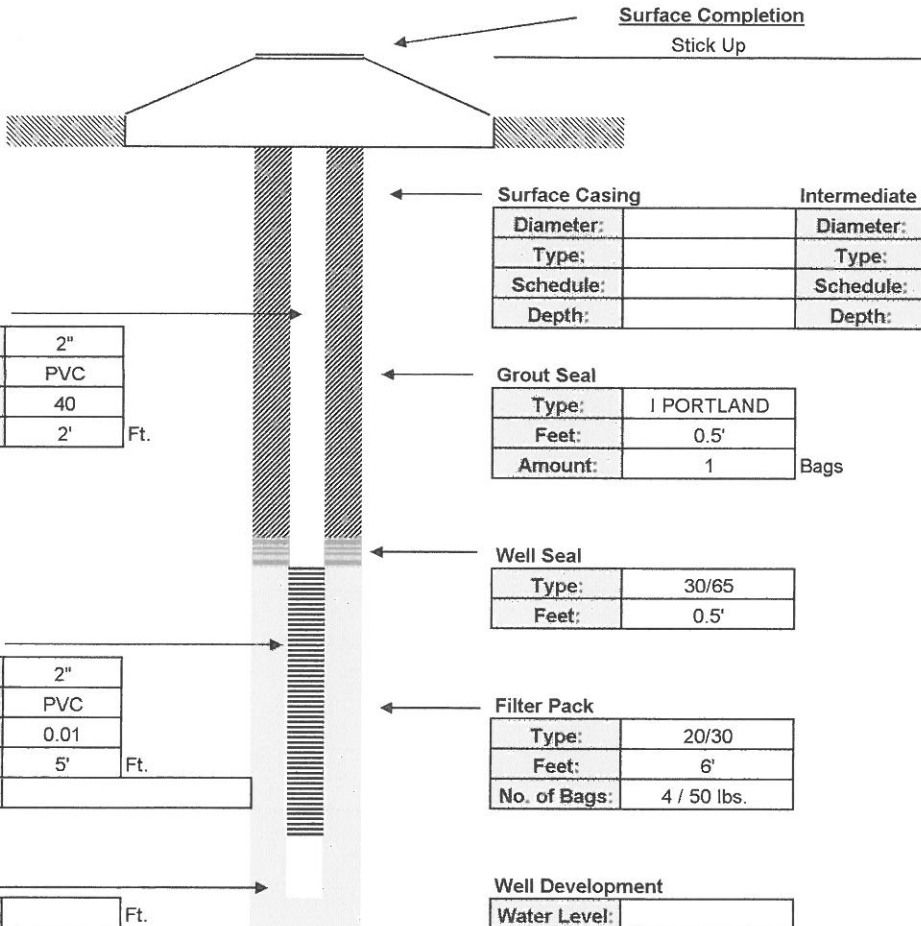 Surface Completion
Stick Up
Surface Casing Intermediate
Diameter: Diameter:
Type: Type:
Schedule: Schedule:
Depth: Depth:
2"
PVC
40
2' Ft.
Grout Seal
Type: I PORTLAND
Feet: 0.5'
Amount: 1 Bags
Well Seal
Type: 30/65
Feet: 0.5'
2"
PVC
0.01
5' Ft.
Filter Pack
Type: 20/30
Feet: 6'
No. of Bags: 4 / 50 lbs.
Ft.
Well Development
Water Level: